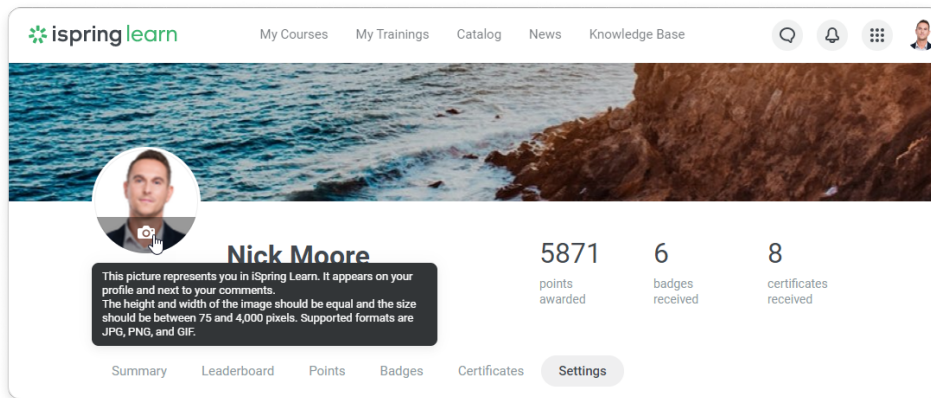 ispring learn
My Courses
My Trainings
Catalog
News
Knowledge Base
Nick Moore
This picture represents you in iSpring Learn. It appears on your
profile and next to your comments.
The height and width of the image should be equal and the size
should be between 75 and 4,000 pixels. Supported formats are
JPG, PNG, and GIF.
5871
points
awarded
6
badges
received
8
certificates
received
Summary
Leaderboard
Points
Badges
Certificates
Settings